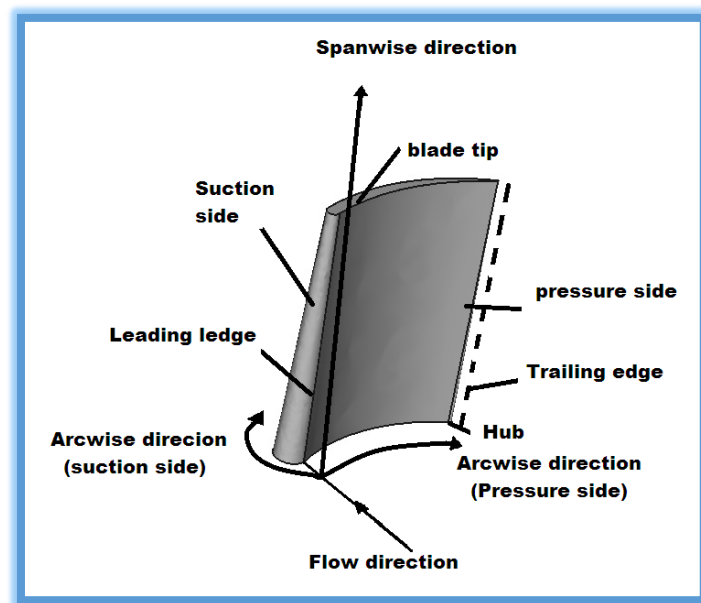 Spanwise direction
blade tip
Suction
side
pressure side
Leading ledge
Trailing edge
Hub
Arcwise direcion
(suction side)
Arcwise direction
(Pressure side)
Flow direction